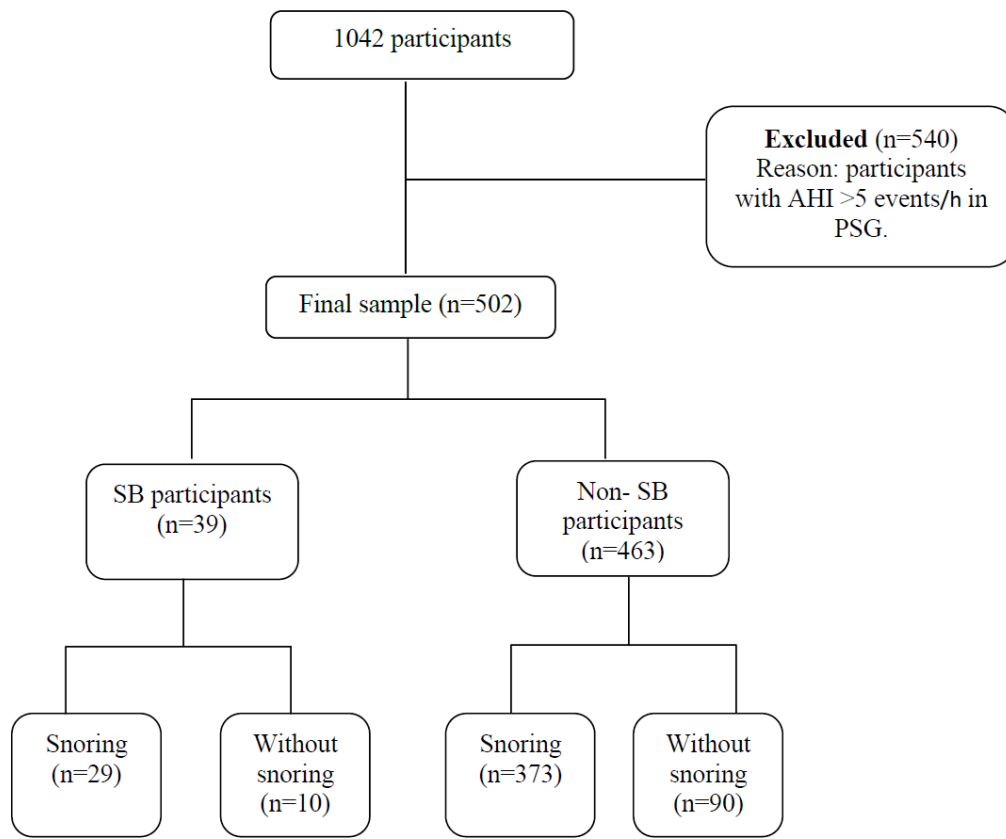 1042 participants
Excluded (n=540)
Reason: participants
with AHI >5 events/h in
PSG.
Final sample (n=502)
SB participants
(n=39)
Non- SB
participants
(n=463)
Snoring
(n=29)
Without
snoring
(n=10)
Snoring
(n=373)
Without
snoring
(n=90)